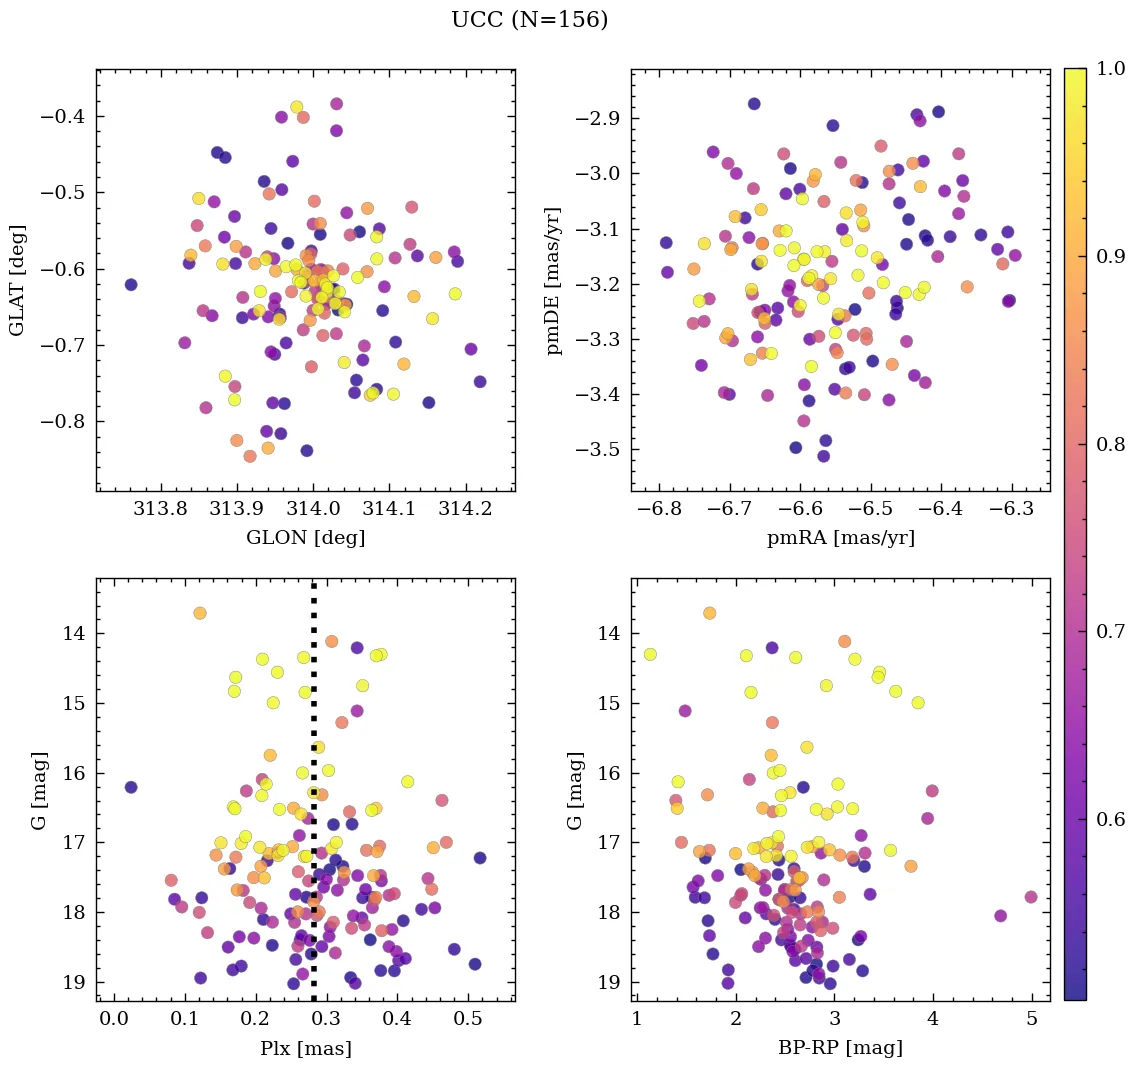 UCC (N=156)
−0.4
−0.5
−0.6
−0.7
−0.8
GLAT [deg]
313.8 313.9 314.0 314.1 314.2
GLON [deg]
−2.9
−3.0
−3.1
−3.2
−3.3
−3.4
−3.5
pmDE [mas/yr]
−6.8 −6.7 −6.6 −6.5 −6.4 −6.3
pmRA [mas/yr]
1.0
0.9
0.8
0.7
0.6
14
15
16
17
18
19
G [mag]
0.0 0.1 0.2 0.3 0.4 0.5
Plx [mas]
14
15
16
17
18
19
G [mag]
1 2 3 4 5
BP-RP [mag]